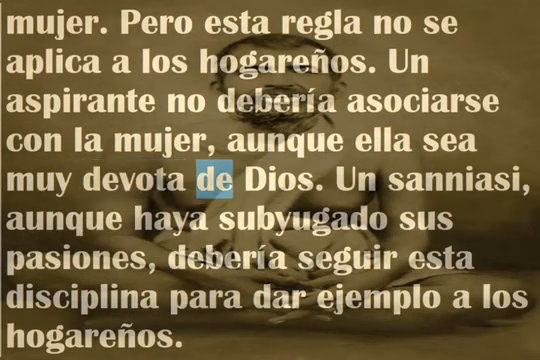 mujer. Pero esta regla no se
aplica a los hogareños. Un
aspirante no debería asociarse
con la mujer, aunque ella sea
muy devota de Dios. Un sanniasi,
aunque haya subyugado sus
pasiones, debería seguir esta
disciplina para dar ejemplo a los
hogareños.